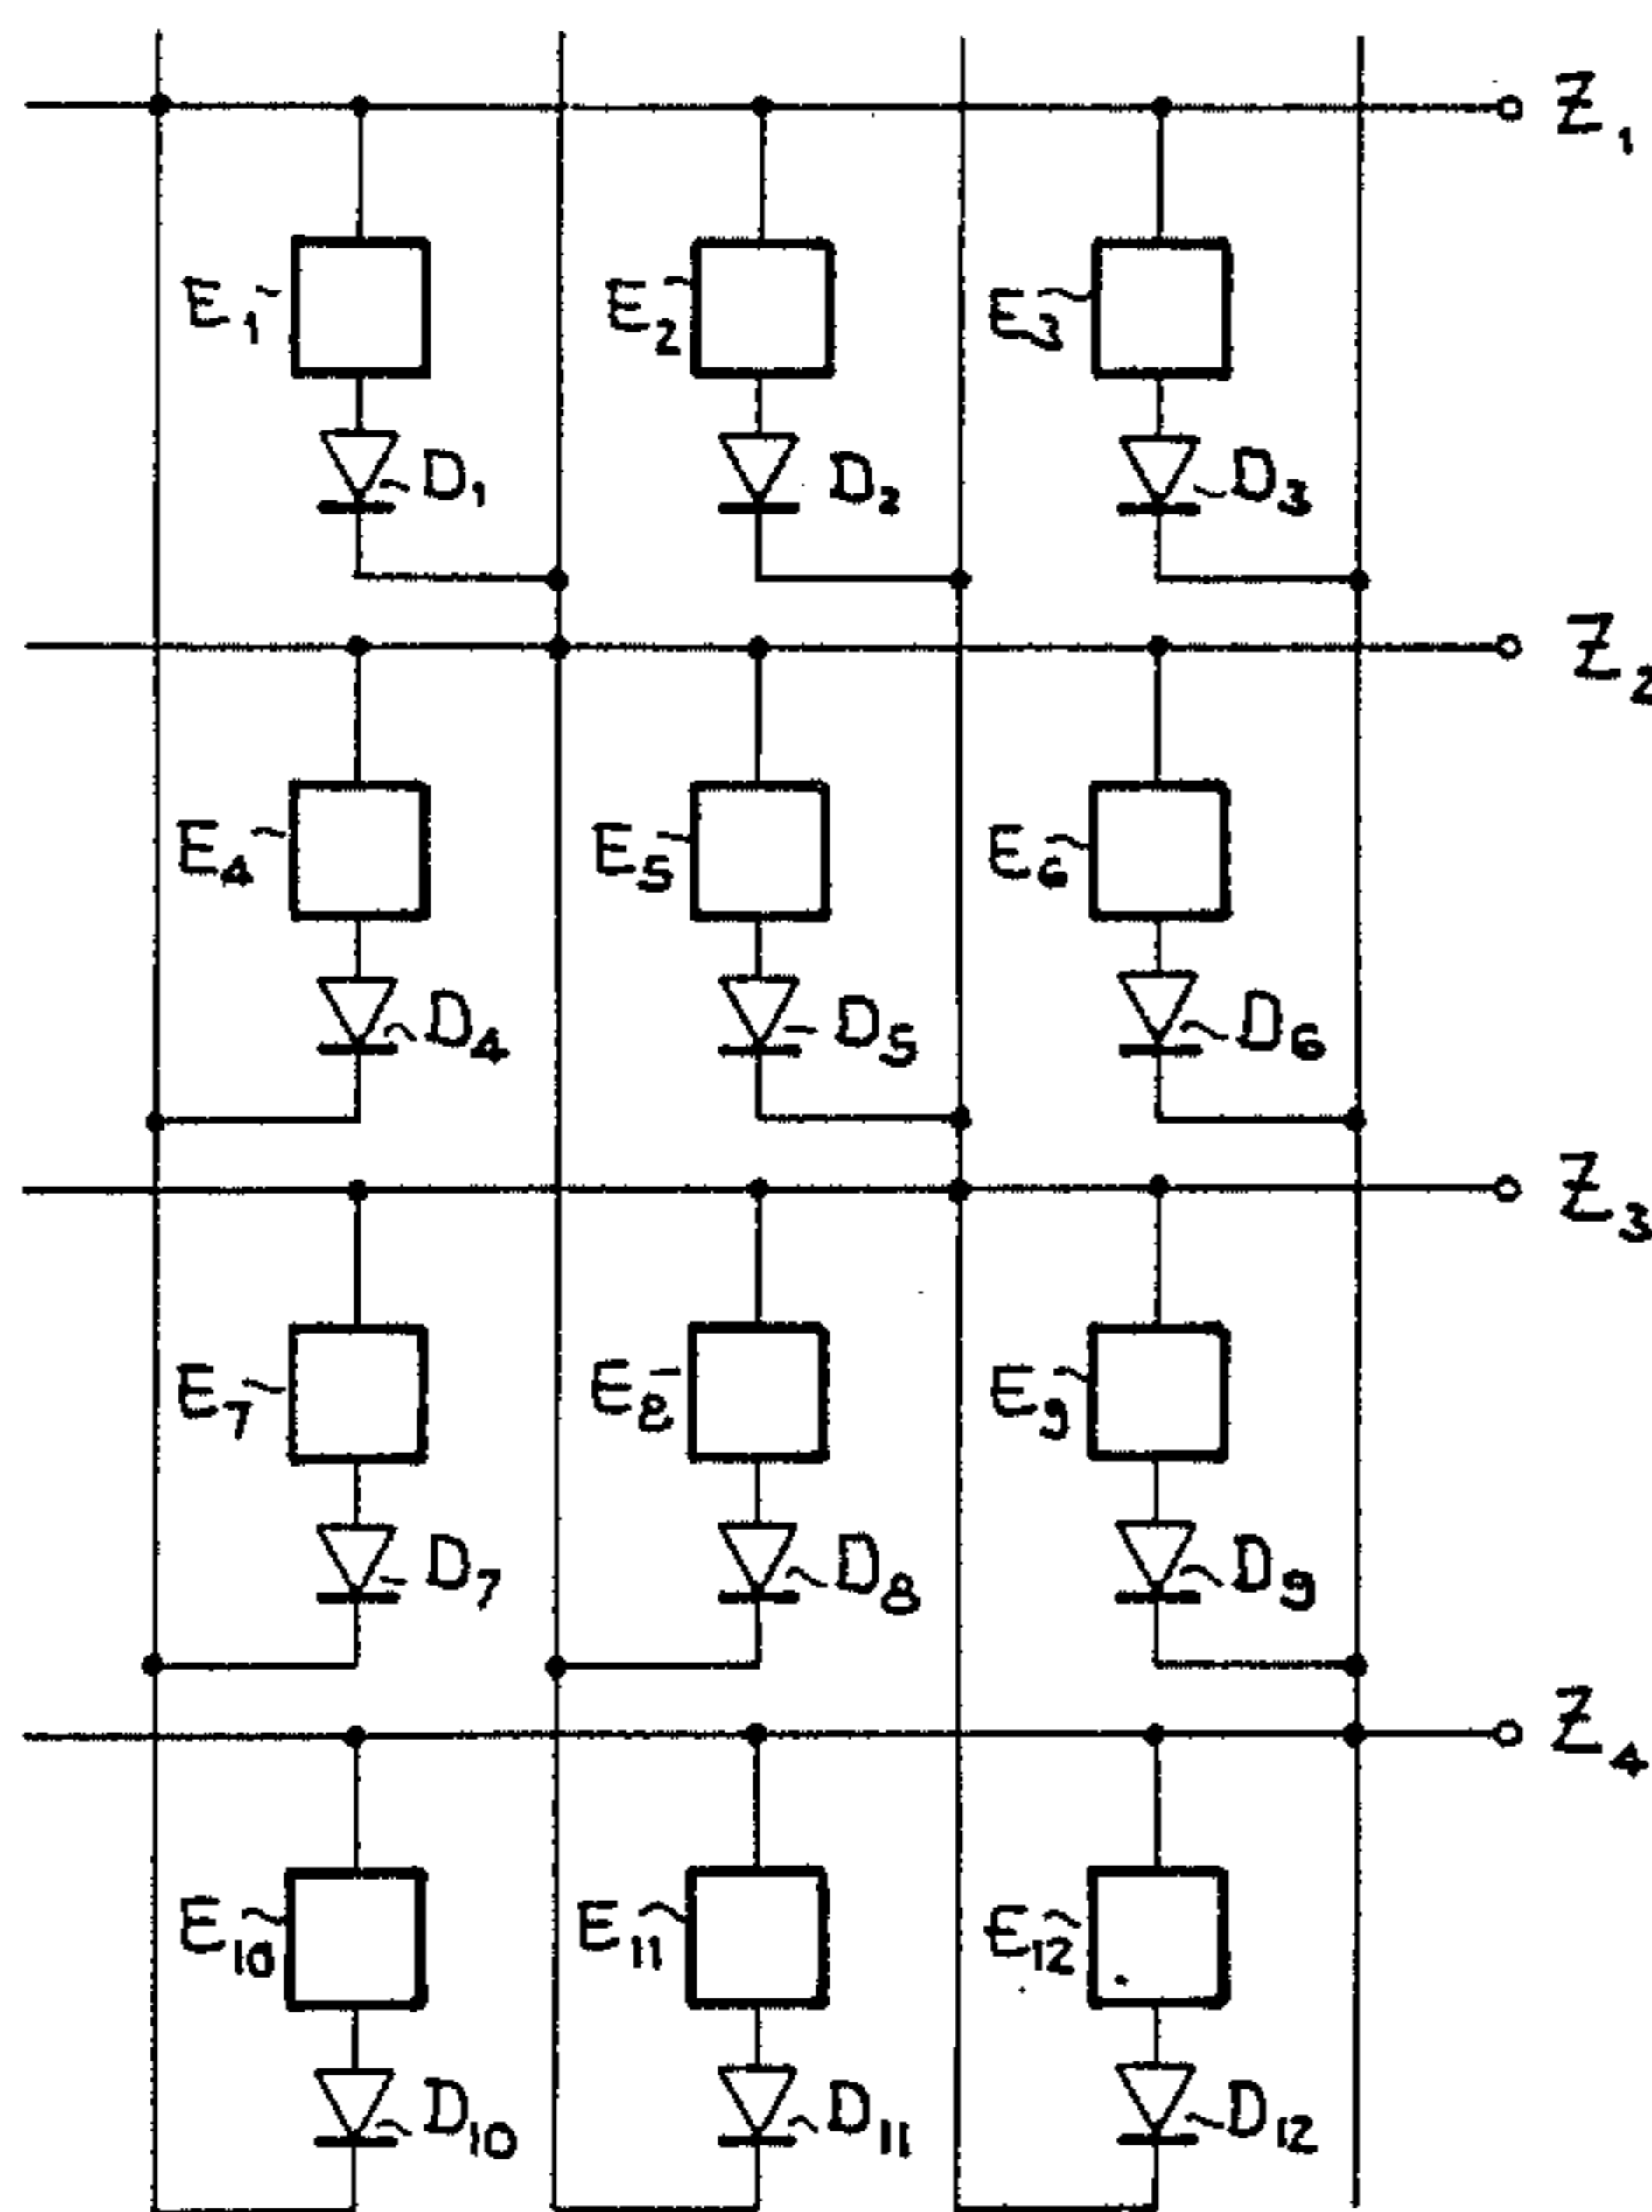 Z₁
E₁ E₂ E₃
D₁ D₂ D₃
Z₂
E₄ E₅ E₆
D₄ D₅ D₆
Z₃
E₇ E₈ E₉
D₇ D₈ D₉
Z₄
E₁₀ E₁₁ E₁₂
D₁₀ D₁₁ D₁₂